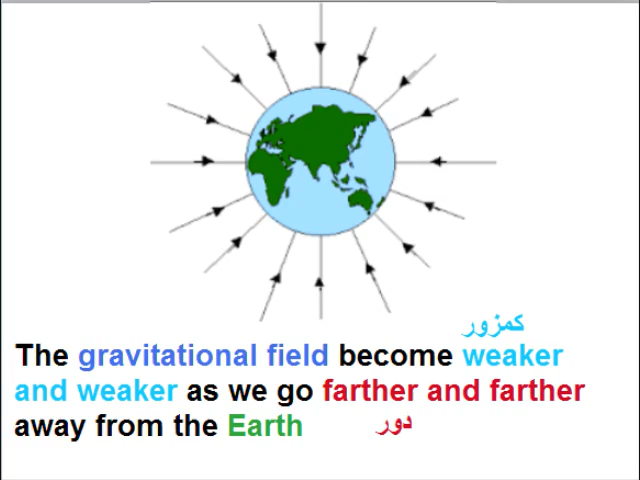 کمزور
The gravitational field become weaker
and weaker as we go farther and farther
away from the Earth
دور